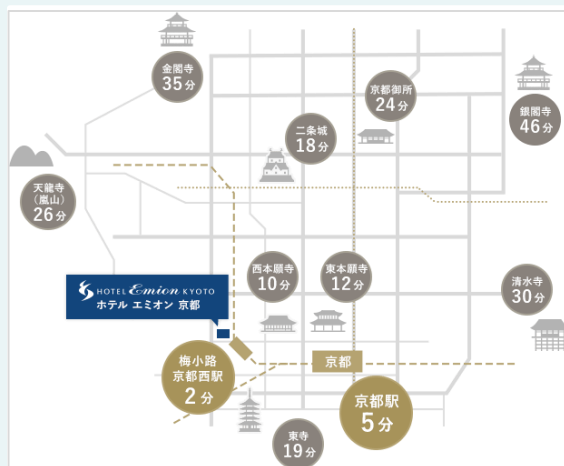 金閣寺
35分
京都御所
24分
銀閣寺
46分
二条城
18分
天龍寺
（嵐山）
26分
西本願寺
10分
東本願寺
12分
清水寺
30分
HOTEL Emion KYOTO
ホテル エミオン 京都
梅小路
京都西駅
2分
京都
京都駅
5分
東寺
19分